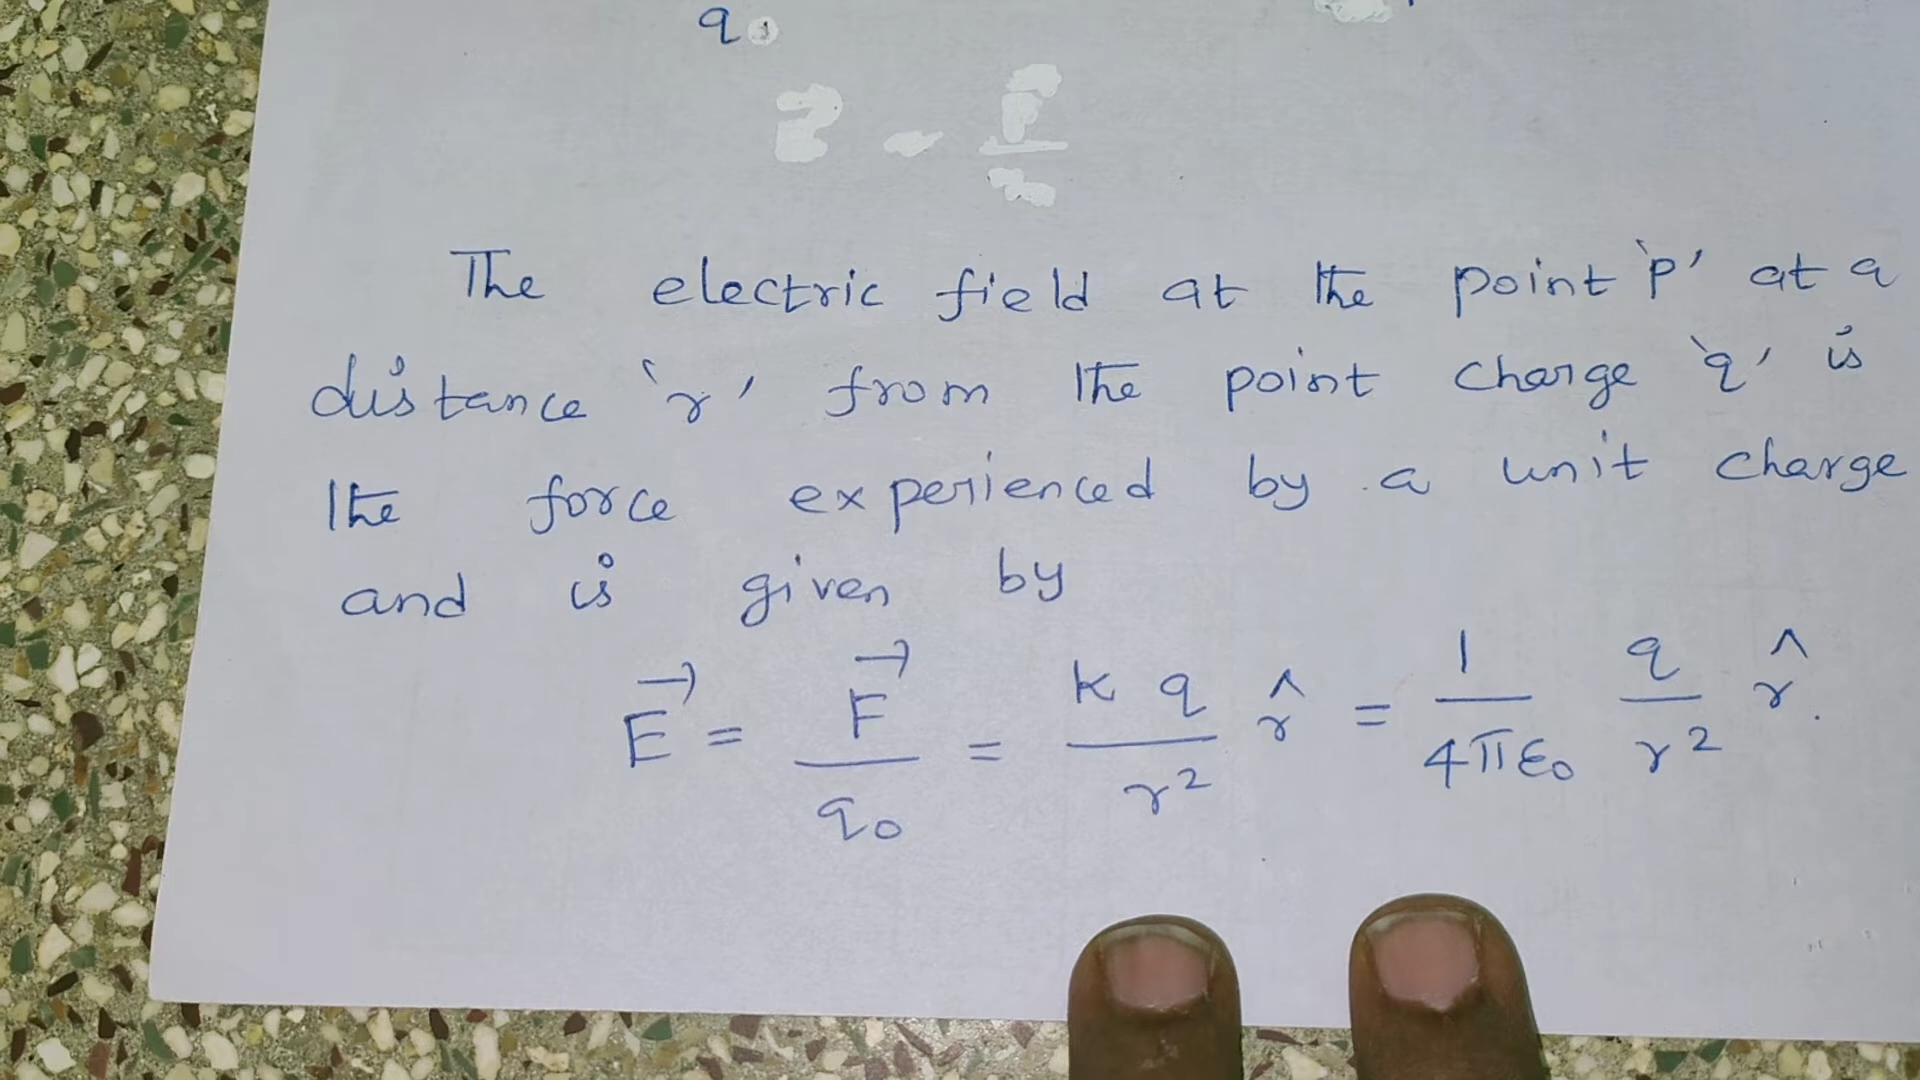 q
The electric field at the point 'P' at a
distance 'r' from the point charge 'q' is
the force experienced by a unit charge
and is given by
E⃗ = F⃗/q₀ = k q/r² r̂ = 1/4πε₀ q/r² r̂.